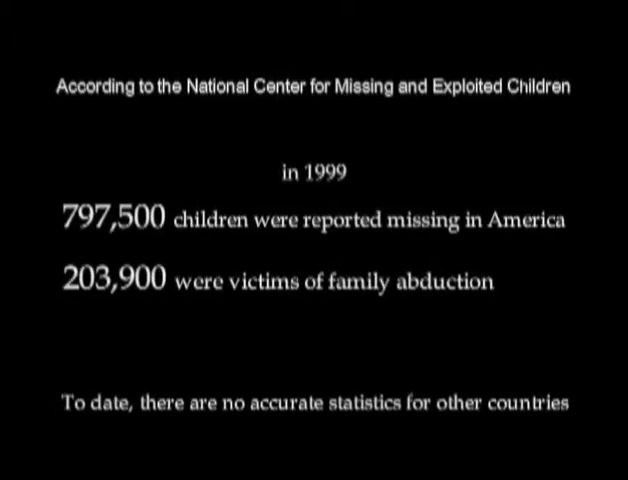 According to the National Center for Missing and Exploited Children
in 1999
797,500 children were reported missing in America
203,900 were victims of family abduction
To date, there are no accurate statistics for other countries